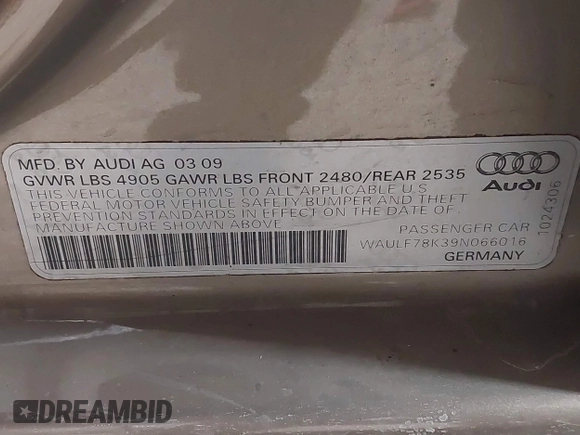 MFD. BY AUDI AG 03 09
GVWR LBS 4905 GAWR LBS FRONT 2480/REAR 2535
THIS VEHICLE CONFORMS TO ALL APPLICABLE U.S
FEDERAL MOTOR VEHICLE SAFETY BUMPER AND THEFT
PREVENTION STANDARDS IN EFFECT ON THE DATE OF
MANUFACTURE SHOWN ABOVE
Audi
PASSENGER CAR
WAULF78K39N066016
GERMANY
1024306
DREAMBID